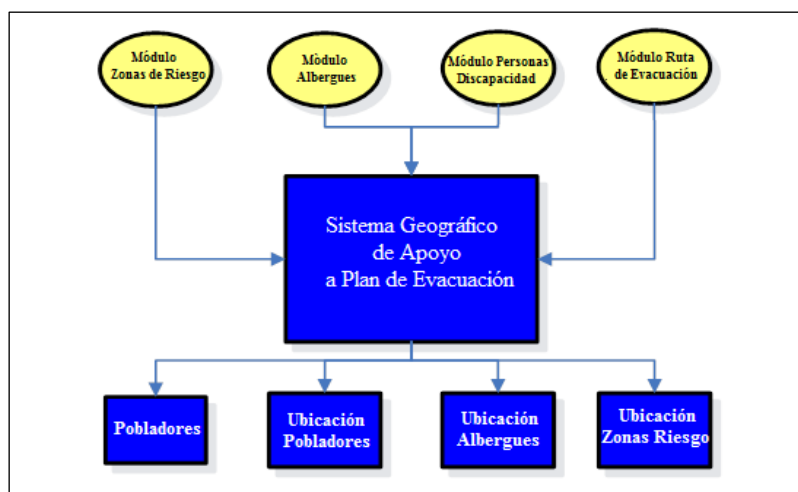 Módulo
Zonas de Riesgo
Mòdulo
Albergues
Módulo Personas
Discapacidad
Módulo Ruta
de Evacuación
Sistema Geográfico
de Apoyo
a Plan de Evacuación
Pobladores
Ubicación
Pobladores
Ubicación
Albergues
Ubicación
Zonas Riesgo